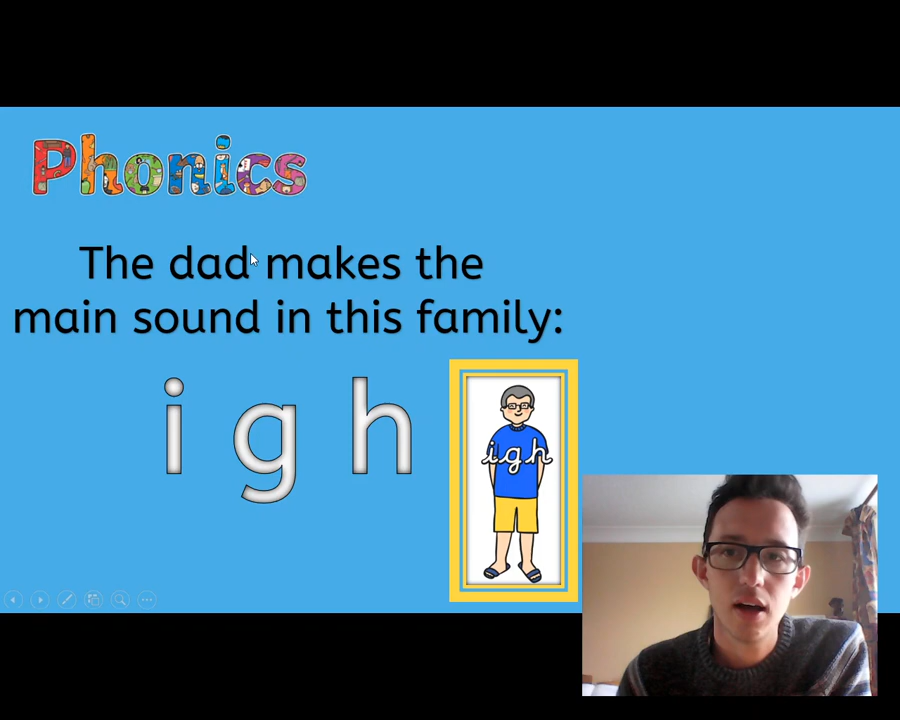 Phonics
The dad makes the
main sound in this family:
i g h
igh